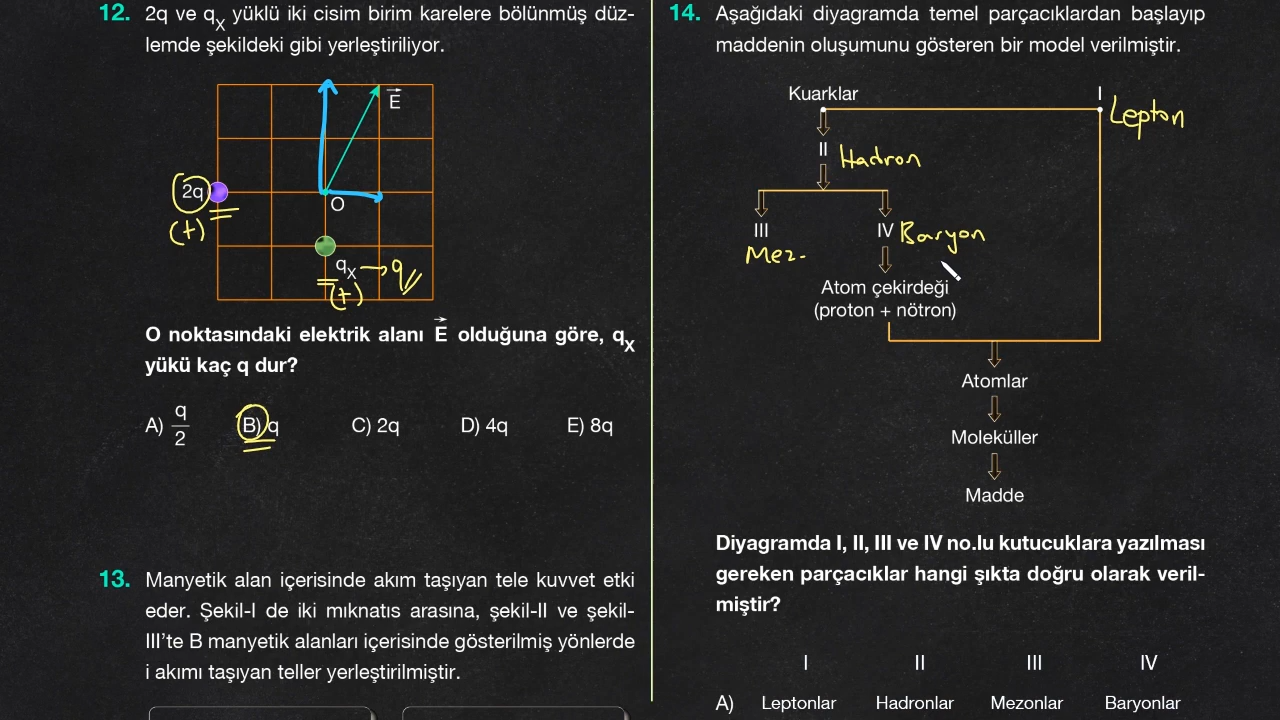 12. 2q ve qX yüklü iki cisim birim karelere bölünmüş düz-
lemde şekildeki gibi yerleştiriliyor.
E
2q
(+)
O
qX → q
(+)
O noktasındaki elektrik alanı E olduğuna göre, qX
yükü kaç q dur?
A) q/2 B) q C) 2q D) 4q E) 8q
13. Manyetik alan içerisinde akım taşıyan tele kuvvet etki
eder. Şekil-I de iki mıknatıs arasına, şekil-II ve şekil-
III'te B manyetik alanları içerisinde gösterilmiş yönlerde
i akımı taşıyan teller yerleştirilmiştir.
14. Aşağıdaki diyagramda temel parçacıklardan başlayıp
maddenin oluşumunu gösteren bir model verilmiştir.
Kuarklar I Lepton
II Hadron
III IV Baryon
Mez.
Atom çekirdeği
(proton + nötron)
Atomlar
Moleküller
Madde
Diyagramda I, II, III ve IV no.lu kutucuklara yazılması
gereken parçacıklar hangi şıkta doğru olarak veril-
miştir?
I II III IV
A) Leptonlar Hadronlar Mezonlar Baryonlar